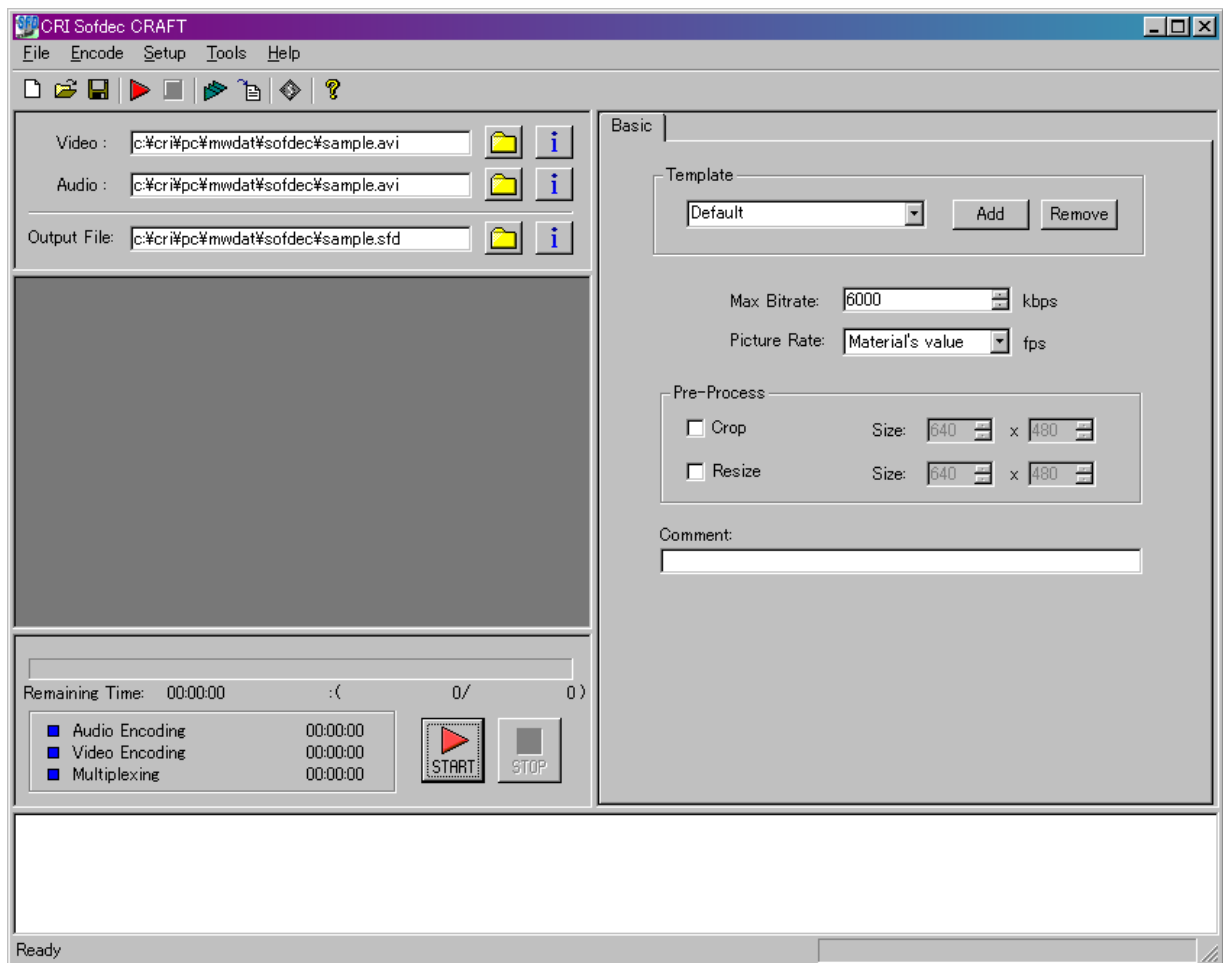 CRI Sofdec CRAFT
File Encode Setup Tools Help
Video : c:¥cri¥pc¥mwdat¥sofdec¥sample.avi
Audio : c:¥cri¥pc¥mwdat¥sofdec¥sample.avi
Output File: c:¥cri¥pc¥mwdat¥sofdec¥sample.sfd
Remaining Time: 00:00:00 :( 0/ 0 )
Audio Encoding 00:00:00
Video Encoding 00:00:00
Multiplexing 00:00:00
START STOP
Basic
Template
Default Add Remove
Max Bitrate: 6000 kbps
Picture Rate: Material's value fps
Pre-Process
Crop Size: 640 x 480
Resize Size: 640 x 480
Comment:
Ready